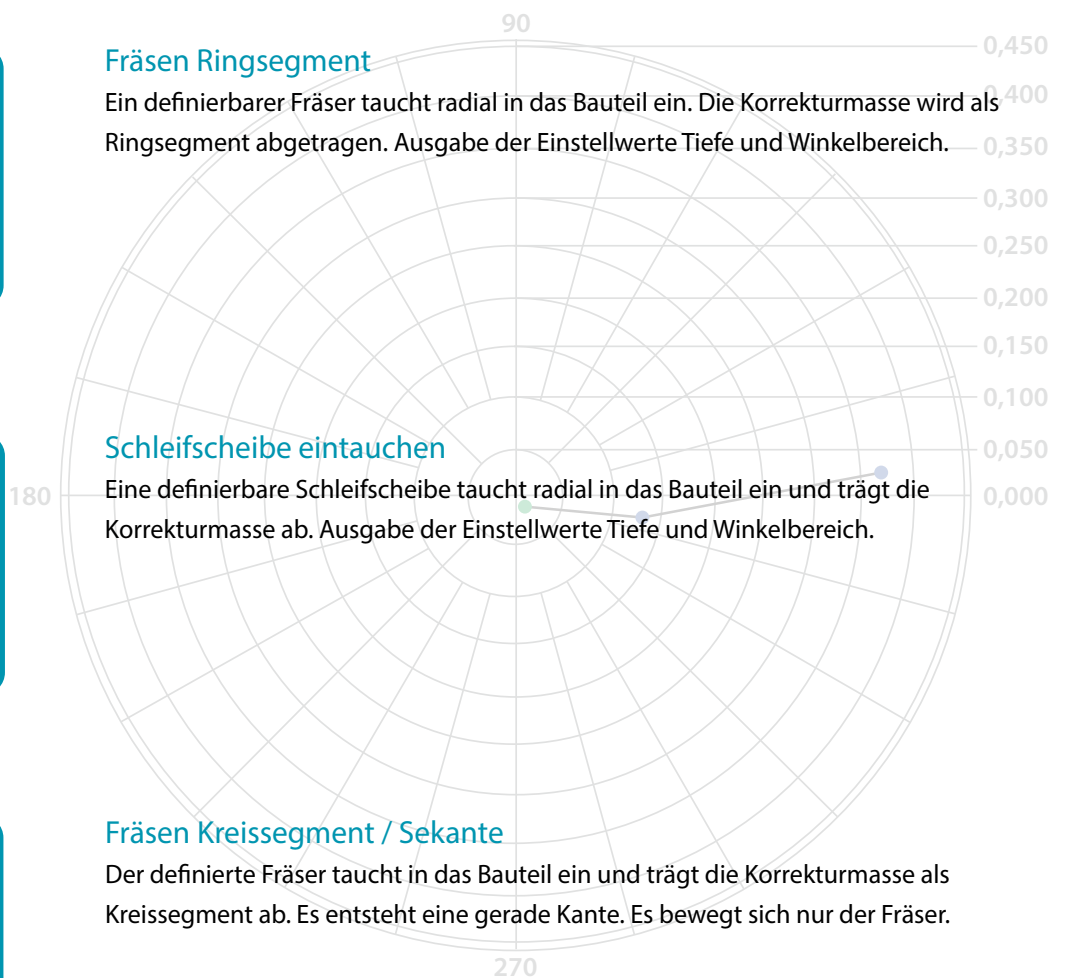 90
0,450
Fräsen Ringsegment
Ein definierbarer Fräser taucht radial in das Bauteil ein. Die Korrekturmasse wird als
0,400
Ringsegment abgetragen. Ausgabe der Einstellwerte Tiefe und Winkelbereich.
0,350
0,300
0,250
0,200
0,150
0,100
Schleifscheibe eintauchen
0,050
180
Eine definierbare Schleifscheibe taucht radial in das Bauteil ein und trägt die
0,000
Korrekturmasse ab. Ausgabe der Einstellwerte Tiefe und Winkelbereich.
Fräsen Kreissegment / Sekante
Der definierte Fräser taucht in das Bauteil ein und trägt die Korrekturmasse als
Kreissegment ab. Es entsteht eine gerade Kante. Es bewegt sich nur der Fräser.
270